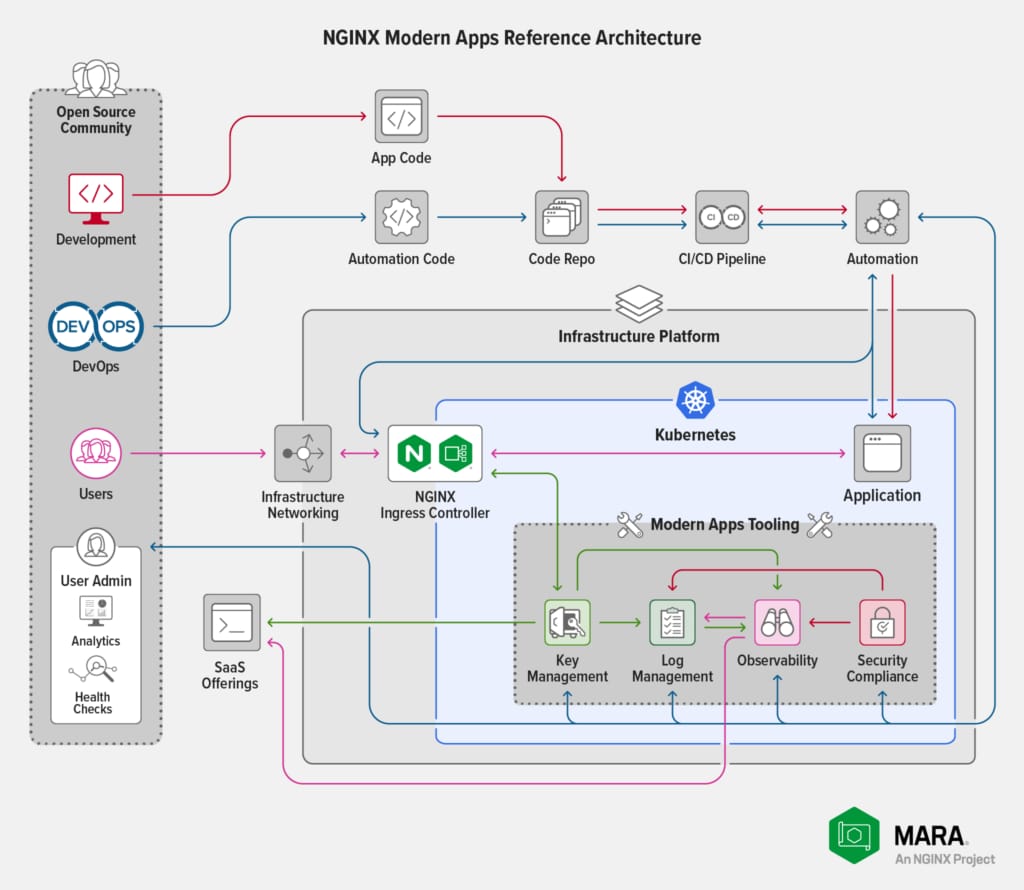 NGINX Modern Apps Reference Architecture
Open Source
Community
</>
App Code
</>
Development
</>
Automation Code
Code Repo
CI CD
CI/CD Pipeline
Automation
DEV OPS
DevOps
Infrastructure Platform
Kubernetes
Users
Infrastructure
Networking
N
NGINX
Ingress Controller
Application
Modern Apps Tooling
User Admin
Analytics
Health
Checks
>_
SaaS
Offerings
Key
Management
Log
Management
Observability
Security
Compliance
MARA
An NGINX Project